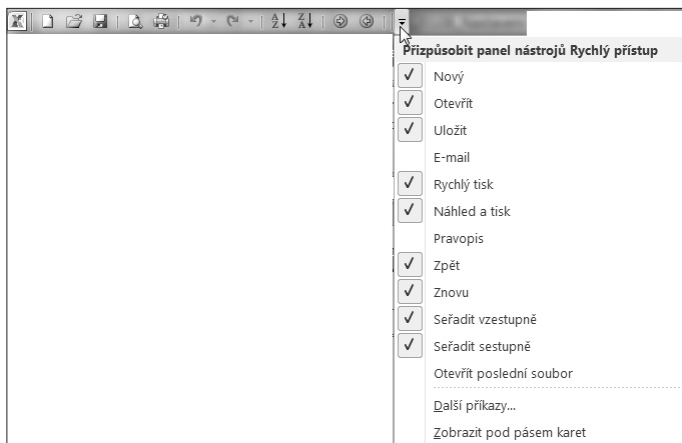 Přizpůsobit panel nástrojů Rychlý přístup
Nový
Otevřít
Uložit
E-mail
Rychlý tisk
Náhled a tisk
Pravopis
Zpět
Znovu
Seřadit vzestupně
Seřadit sestupně
Otevřít poslední soubor
Další příkazy...
Zobrazit pod pásem karet